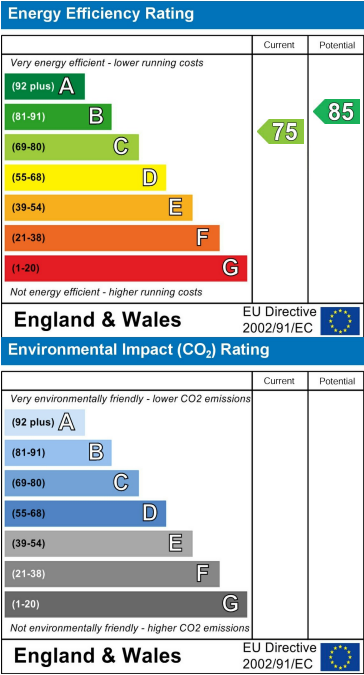 Energy Efficiency Rating
Current Potential
Very energy efficient - lower running costs
(92 plus) A
(81-91) B
(69-80) C
(55-68) D
(39-54) E
(21-38) F
(1-20) G
75
85
Not energy efficient - higher running costs
England & Wales
EU Directive
2002/91/EC
Environmental Impact (CO₂) Rating
Current Potential
Very environmentally friendly - lower CO2 emissions
(92 plus) A
(81-91) B
(69-80) C
(55-68) D
(39-54) E
(21-38) F
(1-20) G
Not environmentally friendly - higher CO2 emissions
England & Wales
EU Directive
2002/91/EC